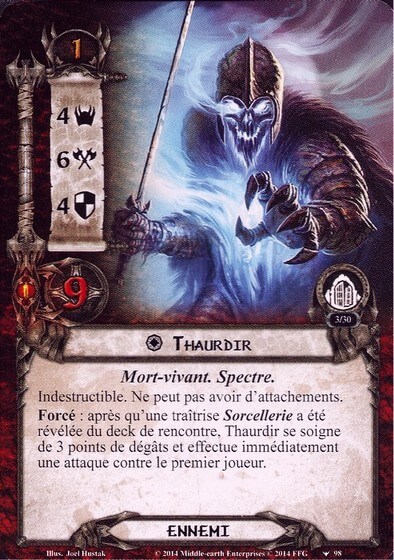 1
4
6
4
9
3/30
THAURDIR
Mort-vivant. Spectre.
Indestructible. Ne peut pas avoir d'attachements.
Forcé : après qu'une traîtrise Sorcellerie a été
révélée du deck de rencontre, Thaurdir se soigne
de 3 points de dégâts et effectue immédiatement
une attaque contre le premier joueur.
ENNEMI
Illus. Joel Hustak © 2014 Middle-earth Enterprises © 2014 FFG 98